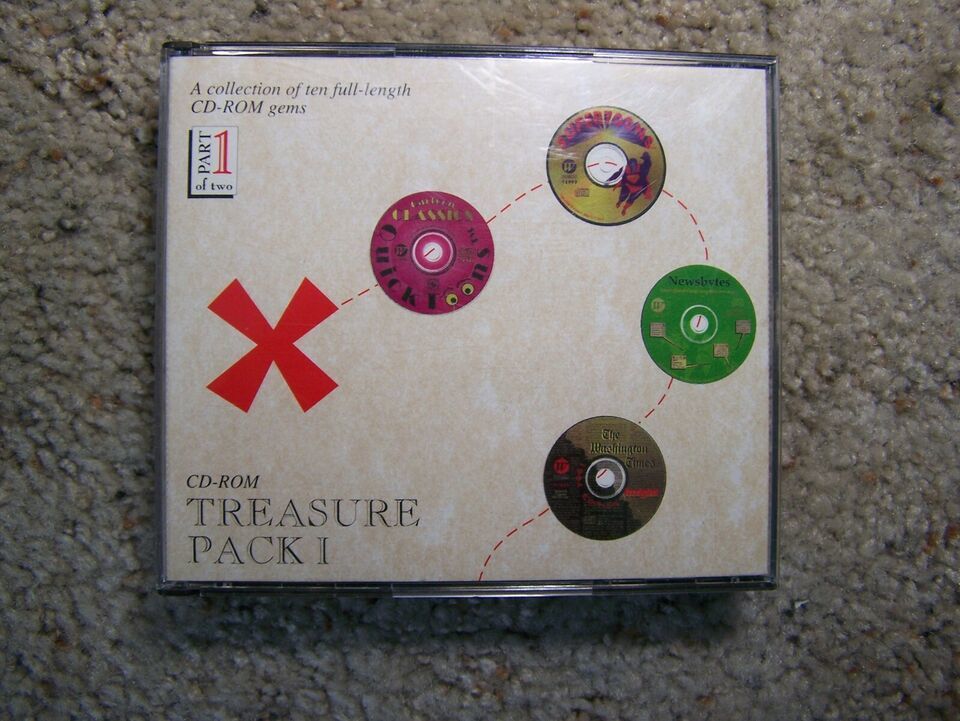 A collection of ten full-length
CD-ROM gems
PART 1
of two
CLASSICS
QuickToons
Newsbytes
The
Washington
Times
CD-ROM
TREASURE
PACK I